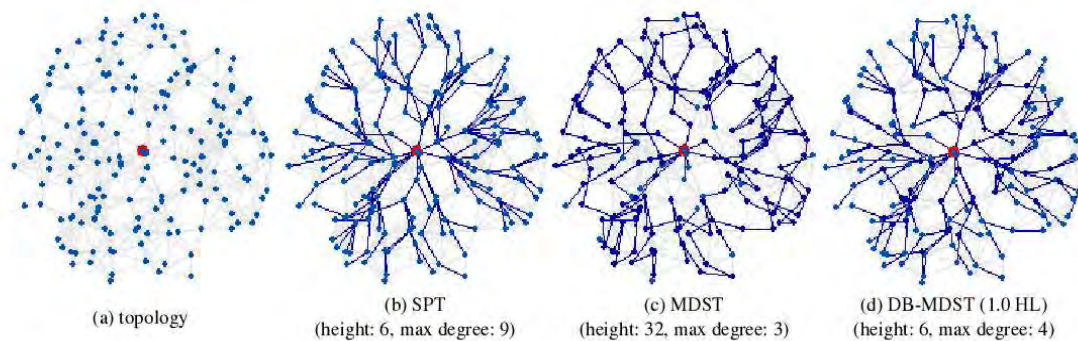 (a) topology
(b) SPT
(height: 6, max degree: 9)
(c) MDST
(height: 32, max degree: 3)
(d) DB-MDST (1.0 HL)
(height: 6, max degree: 4)